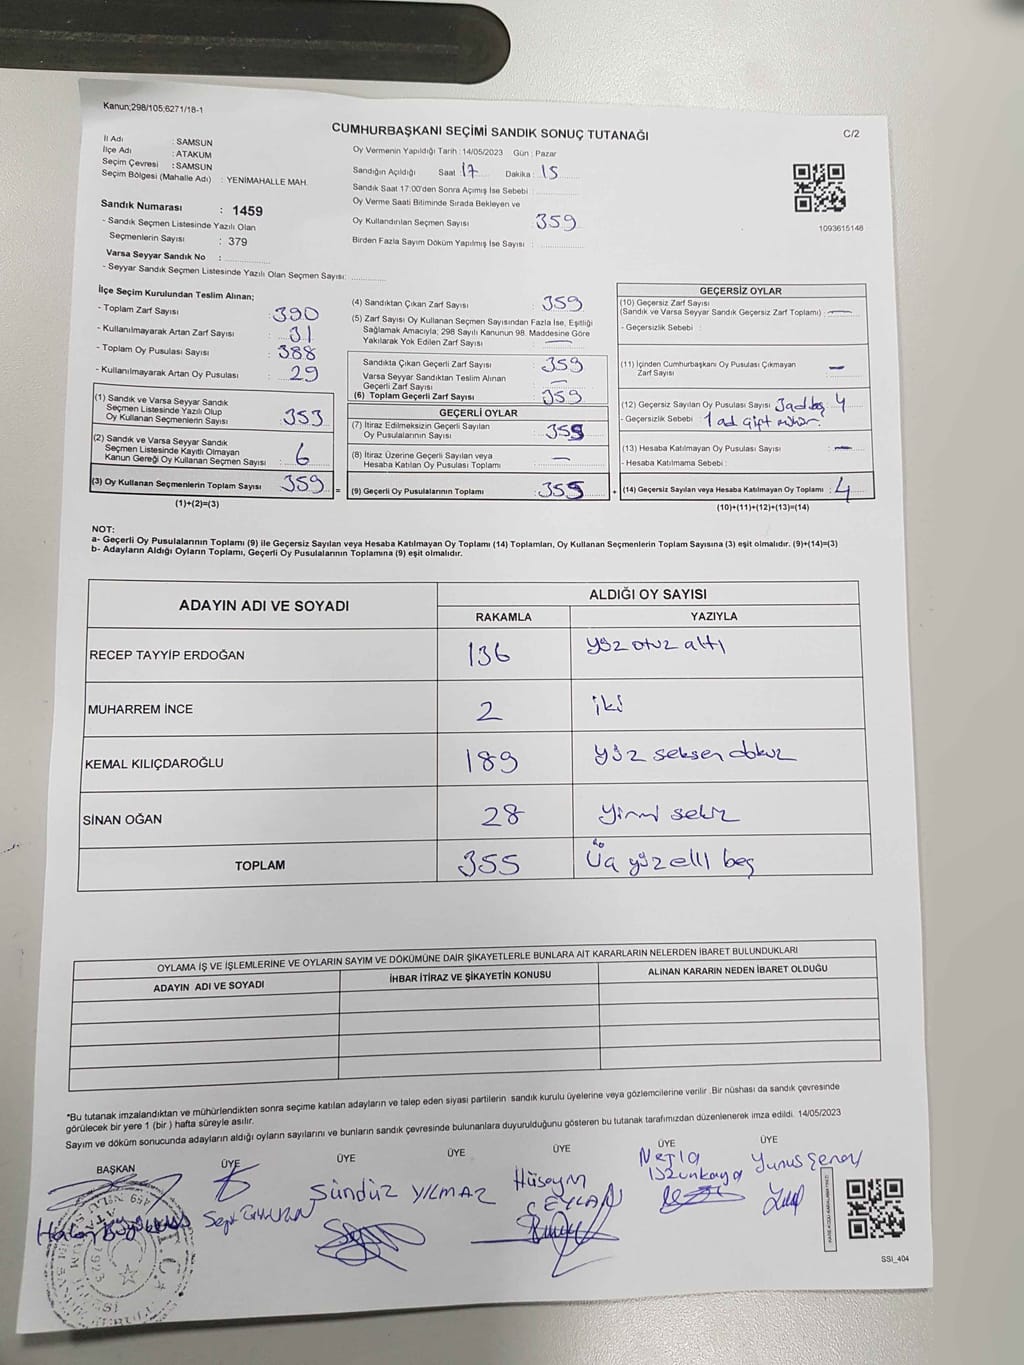 Kanun;298/105;6271/18-1
CUMHURBAŞKANI SEÇİMİ SANDIK SONUÇ TUTANAĞI
C/2
İl Adı : SAMSUN
İlçe Adı : ATAKUM
Seçim Çevresi : SAMSUN
Seçim Bölgesi (Mahalle Adı) : YENİMAHALLE MAH.
Sandık Numarası : 1459
- Sandık Seçmen Listesinde Yazılı Olan
Seçmenlerin Sayısı : 379
Varsa Seyyar Sandık No :
- Seyyar Sandık Seçmen Listesinde Yazılı Olan Seçmen Sayısı:
Oy Vermenin Yapıldığı Tarih : 14/05/2023 Gün : Pazar
Sandığın Açıldığı Saat : 17 Dakika : 15
Sandık Saat 17:00'den Sonra Açımış İse Sebebi :
Oy Verme Saati Bitiminde Sırada Bekleyen ve
Oy Kullandırılan Seçmen Sayısı 359
Birden Fazla Sayım Döküm Yapılmış İse Sayısı :
1093615146
İlçe Seçim Kurulundan Teslim Alınan;
- Toplam Zarf Sayısı : 390
- Kullanılmayarak Artan Zarf Sayısı : 31
- Toplam Oy Pusulası Sayısı : 388
- Kullanılmayarak Artan Oy Pusulası : 29
(1) Sandık ve Varsa Seyyar Sandık
Seçmen Listesinde Yazılı Olup
Oy Kullanan Seçmenlerin Sayısı : 353
(2) Sandık ve Varsa Seyyar Sandık
Seçmen Listesinde Kayıtlı Olmayan
Kanun Gereği Oy Kullanan Seçmen Sayısı : 6
(3) Oy Kullanan Seçmenlerin Toplam Sayısı : 359 =
(1)+(2)=(3)
(4) Sandıktan Çıkan Zarf Sayısı : 359
(5) Zarf Sayısı Oy Kullanan Seçmen Sayısından Fazla İse, Eşitliği
Sağlamak Amacıyla; 298 Sayılı Kanunun 98. Maddesine Göre
Yakılarak Yok Edilen Zarf Sayısı : —
Sandıkta Çıkan Geçerli Zarf Sayısı : 359
Varsa Seyyar Sandıktan Teslim Alınan
Geçerli Zarf Sayısı : —
(6) Toplam Geçerli Zarf Sayısı : 359
GEÇERLİ OYLAR
(7) İtiraz Edilmeksizin Geçerli Sayılan
Oy Pusulalarının Sayısı : 355
(8) İtiraz Üzerine Geçerli Sayılan veya
Hesaba Katılan Oy Pusulası Toplamı : —
(9) Geçerli Oy Pusulalarının Toplamı : 355 +
GEÇERSİZ OYLAR
(10) Geçersiz Zarf Sayısı
(Sandık ve Varsa Seyyar Sandık Geçersiz Zarf Toplamı) : —
- Geçersizlik Sebebi :
(11) İçinden Cumhurbaşkanı Oy Pusulası Çıkmayan
Zarf Sayısı : —
(12) Geçersiz Sayılan Oy Pusulası Sayısı : 3 ad boş 4
- Geçersizlik Sebebi : 1 ad çift mühür
(13) Hesaba Katılmayan Oy Pusulası Sayısı : —
- Hesaba Katılmama Sebebi :
(14) Geçersiz Sayılan veya Hesaba Katılmayan Oy Toplamı : 4
(10)+(11)+(12)+(13)=(14)
NOT:
a- Geçerli Oy Pusulalarının Toplamı (9) ile Geçersiz Sayılan veya Hesaba Katılmayan Oy Toplamı (14) Toplamları, Oy Kullanan Seçmenlerin Toplam Sayısına (3) eşit olmalıdır. (9)+(14)=(3)
b- Adayların Aldığı Oyların Toplamı, Geçerli Oy Pusulalarının Toplamına (9) eşit olmalıdır.
ADAYIN ADI VE SOYADI
ALDIĞI OY SAYISI
RAKAMLA YAZIYLA
RECEP TAYYİP ERDOĞAN 136 yüz otuz altı
MUHARREM İNCE 2 iki
KEMAL KILIÇDAROĞLU 189 yüz seksen dokuz
SİNAN OĞAN 28 yirmi sekiz
TOPLAM 355 Üç yüz elli beş
OYLAMA İŞ VE İŞLEMLERİNE VE OYLARIN SAYIM VE DÖKÜMÜNE DAİR ŞİKAYETLERLE BUNLARA AİT KARARLARIN NELERDEN İBARET BULUNDUKLARI
ADAYIN ADI VE SOYADI İHBAR İTİRAZ VE ŞİKAYETİN KONUSU ALINAN KARARIN NEDEN İBARET OLDUĞU
*Bu tutanak imzalandıktan ve mühürlendikten sonra seçime katılan adayların ve talep eden siyasi partilerin sandık kurulu üyelerine veya gözlemcilerine verilir .Bir nüshası da sandık çevresinde
görülecek bir yere 1 (bir ) hafta süreyle asılır.
Sayım ve döküm sonucunda adayların aldığı oyların sayılarını ve bunların sandık çevresinde bulunanlara duyurulduğunu gösteren bu tutanak tarafımızdan düzenlenerek imza edildi. 14/05/2023
BAŞKAN ÜYE ÜYE ÜYE ÜYE ÜYE ÜYE
Sündüz YILMAZ
Hüseyin CEYLAN
Yunus Şenel
SSI_404